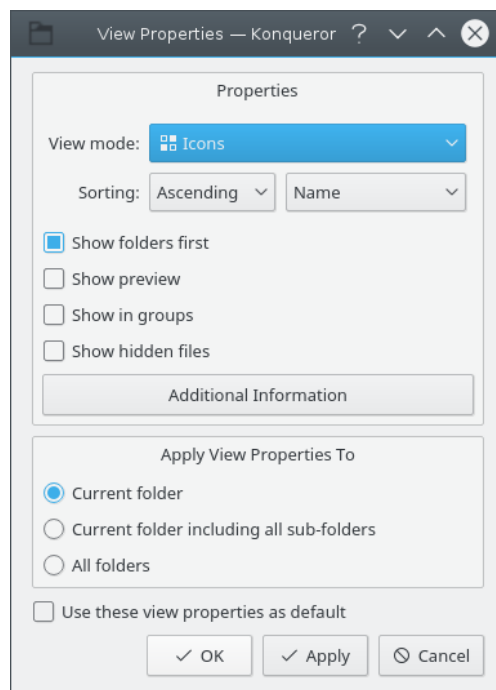 View Properties — Konqueror
Properties
View mode: Icons
Sorting: Ascending Name
Show folders first
Show preview
Show in groups
Show hidden files
Additional Information
Apply View Properties To
Current folder
Current folder including all sub-folders
All folders
Use these view properties as default
OK Apply Cancel